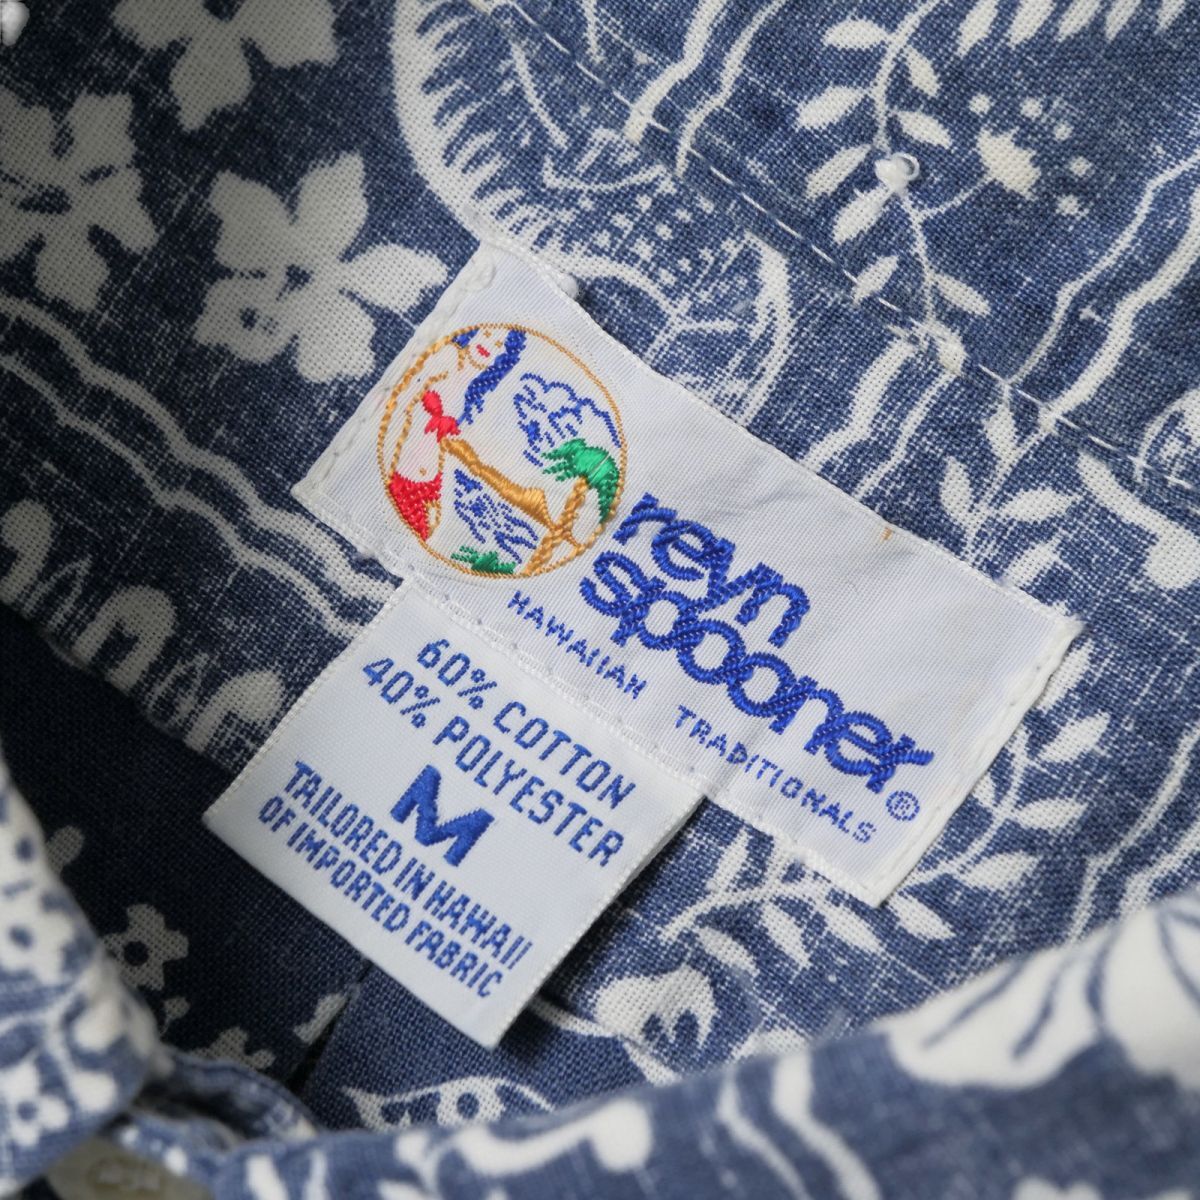 reyn
spooner®
HAWAIIAN TRADITIONALS
60% COTTON
40% POLYESTER
M
TAILORED IN HAWAII
OF IMPORTED FABRIC